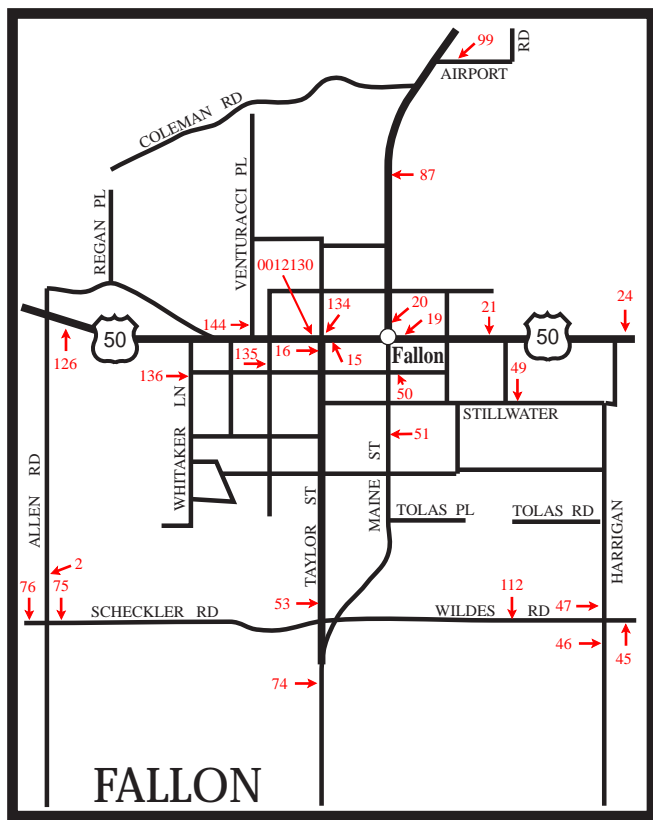 99
RD
AIRPORT
COLEMAN RD
87
VENTURACCI PL
REGAN PL
0012130
134
20
19
21
24
144
50
50
126
16
15
Fallon
135
136
49
50
STILLWATER
WHITAKER LN
51
MAINE ST
TAYLOR ST
TOLAS PL
TOLAS RD
ALLEN RD
HARRIGAN
2
76
75
SCHECKLER RD
53
WILDES RD
112
47
46
45
74
FALLON